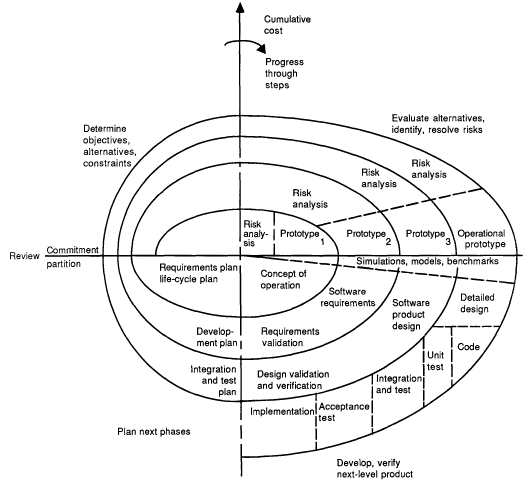 Cumulative
cost
Progress
through
steps
Evaluate alternatives,
identify, resolve risks
Determine
objectives,
alternatives,
constraints
Risk
analysis
Risk
analysis
Risk
analysis
Risk
analy-
sis
Prototype
1
Prototype
2
Prototype
3
Operational
prototype
Review
Commitment
partition
Simulations, models, benchmarks
Requirements plan
life-cycle plan
Concept of
operation
Software
requirements
Software
product
design
Detailed
design
Develop-
ment plan
Requirements
validation
Unit
test
Code
Integration
and test
plan
Design validation
and verification
Integration
and test
Implementation
Acceptance
test
Plan next phases
Develop, verify
next-level product